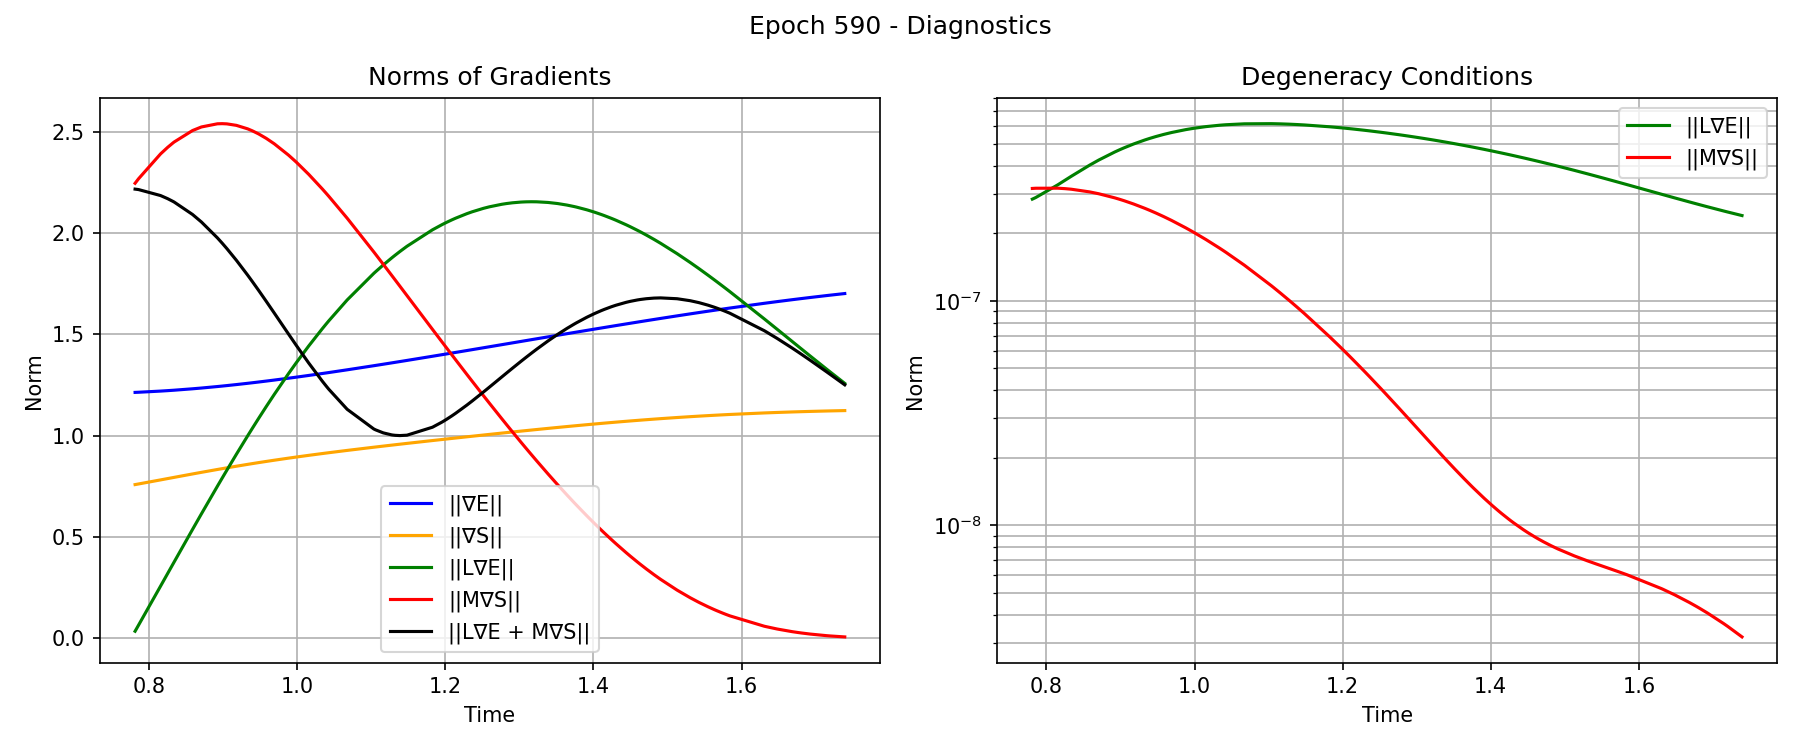 Epoch 590 - Diagnostics
Norms of Gradients
Norm
2.5
2.0
1.5
1.0
0.5
0.0
||∇E||
||∇S||
||L∇E||
||M∇S||
||L∇E + M∇S||
0.8
1.0
1.2
1.4
1.6
Time
Degeneracy Conditions
Norm
10⁻⁷
10⁻⁸
||L∇E||
||M∇S||
0.8
1.0
1.2
1.4
1.6
Time